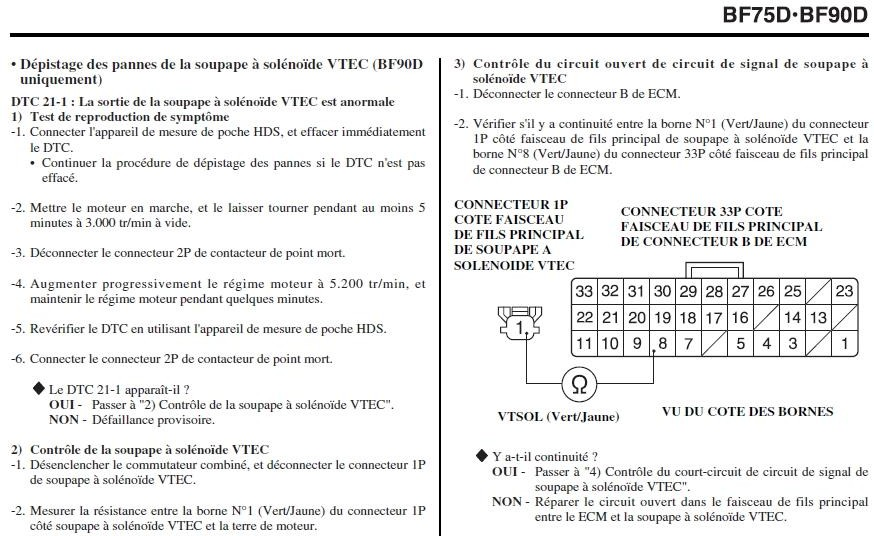 BF75D•BF90D
• Dépistage des pannes de la soupape à solénoïde VTEC (BF90D
uniquement)
DTC 21-1 : La sortie de la soupape à solénoïde VTEC est anormale
1) Test de reproduction de symptôme
-1. Connecter l'appareil de mesure de poche HDS, et effacer immédiatement
le DTC.
• Continuer la procédure de dépistage des pannes si le DTC n'est pas
effacé.
-2. Mettre le moteur en marche, et le laisser tourner pendant au moins 5
minutes à 3.000 tr/min à vide.
-3. Déconnecter le connecteur 2P de contacteur de point mort.
-4. Augmenter progressivement le régime moteur à 5.200 tr/min, et
maintenir le régime moteur pendant quelques minutes.
-5. Revérifier le DTC en utilisant l'appareil de mesure de poche HDS.
-6. Connecter le connecteur 2P de contacteur de point mort.
◆ Le DTC 21-1 apparaît-il ?
OUI - Passer à "2) Contrôle de la soupape à solénoïde VTEC".
NON - Défaillance provisoire.
2) Contrôle de la soupape à solénoïde VTEC
-1. Désenclencher le commutateur combiné, et déconnecter le connecteur 1P
de soupape à solénoïde VTEC.
-2. Mesurer la résistance entre la borne N°1 (Vert/Jaune) du connecteur 1P
côté soupape à solénoïde VTEC et la terre de moteur.
3) Contrôle du circuit ouvert de circuit de signal de soupape à
solénoïde VTEC
-1. Déconnecter le connecteur B de ECM.
-2. Vérifier s'il y a continuité entre la borne N°1 (Vert/Jaune) du connecteur
1P côté faisceau de fils principal de soupape à solénoïde VTEC et la
borne N°8 (Vert/Jaune) du connecteur 33P côté faisceau de fils principal
de connecteur B de ECM.
CONNECTEUR 1P
COTE FAISCEAU
DE FILS PRINCIPAL
DE SOUPAPE A
SOLENOIDE VTEC
CONNECTEUR 33P COTE
FAISCEAU DE FILS PRINCIPAL
DE CONNECTEUR B DE ECM
33 32 31 30 29 28 27 26 25 23
22 21 20 19 18 17 16 14 13
11 10 9 8 7 5 4 3 1
1
Ω
VTSOL (Vert/Jaune)
VU DU COTE DES BORNES
◆ Y a-t-il continuité ?
OUI - Passer à "4) Contrôle du court-circuit de circuit de signal de
soupape à solénoïde VTEC".
NON - Réparer le circuit ouvert dans le faisceau de fils principal
entre le ECM et la soupape à solénoïde VTEC.